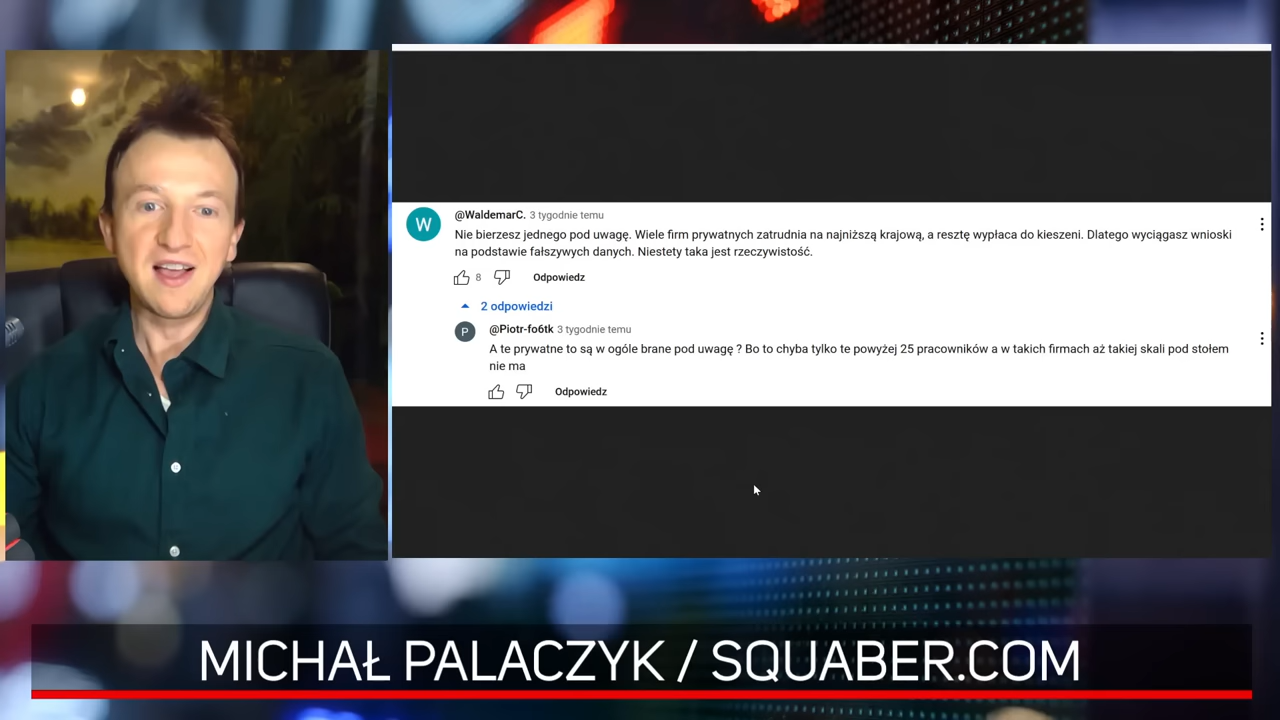 W
@WaldemarC. 3 tygodnie temu
Nie bierzesz jednego pod uwagę. Wiele firm prywatnych zatrudnia na najniższą krajową, a resztę wypłaca do kieszeni. Dlatego wyciągasz wnioski
na podstawie fałszywych danych. Niestety taka jest rzeczywistość.
8 Odpowiedz
2 odpowiedzi
P
@Piotr-fo6tk 3 tygodnie temu
A te prywatne to są w ogóle brane pod uwagę ? Bo to chyba tylko te powyżej 25 pracowników a w takich firmach aż takiej skali pod stołem
nie ma
Odpowiedz
MICHAŁ PALACZYK / SQUABER.COM